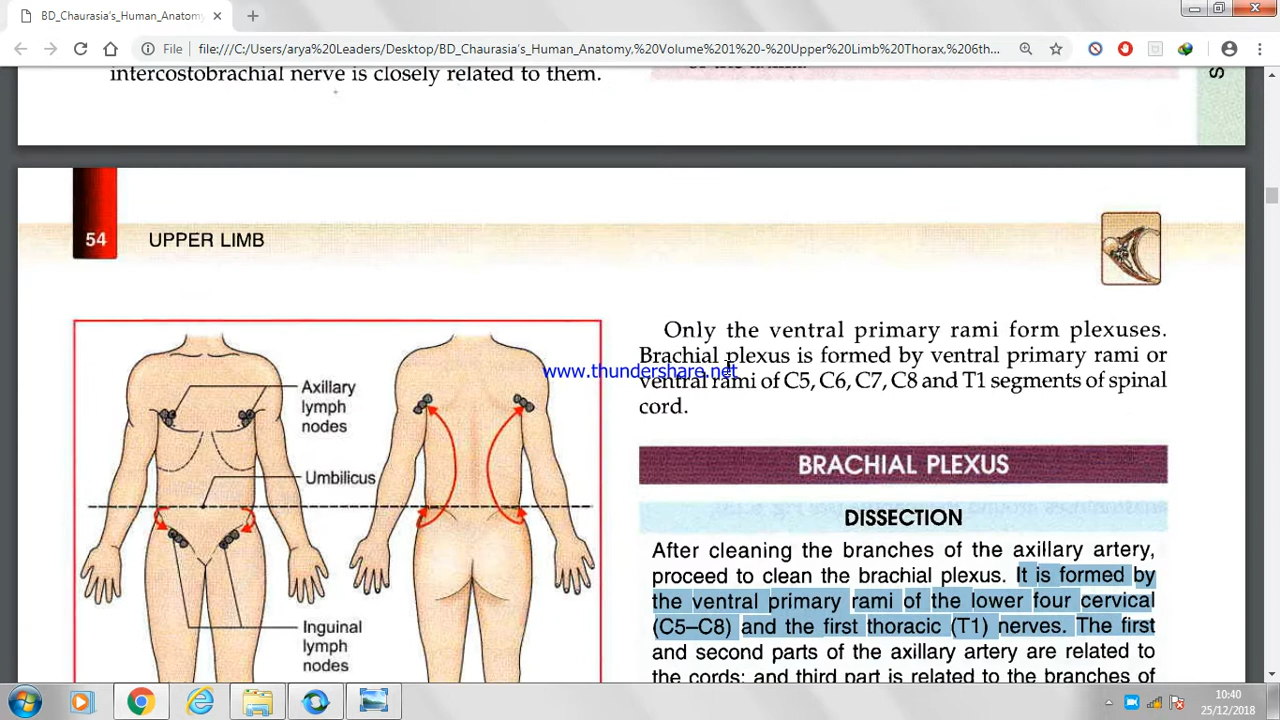 BD_Chaurasia's_Human_Anatomy
File
file:///C:/Users/arya%20Leaders/Desktop/BD_Chaurasia's_Human_Anatomy,%20Volume%201%20-%20Upper%20Limb%20Thorax,%206th...
intercostobrachial nerve is closely related to them.
S
54
UPPER LIMB
Axillary
lymph
nodes
Umbilicus
Inguinal
lymph
nodes
www.thundershare.net
Only the ventral primary rami form plexuses.
Brachial plexus is formed by ventral primary rami or
ventral rami of C5, C6, C7, C8 and T1 segments of spinal
cord.
BRACHIAL PLEXUS
DISSECTION
After cleaning the branches of the axillary artery,
proceed to clean the brachial plexus. It is formed by
the ventral primary rami of the lower four cervical
(C5–C8) and the first thoracic (T1) nerves. The first
and second parts of the axillary artery are related to
the cords; and third part is related to the branches of
10:40
25/12/2018